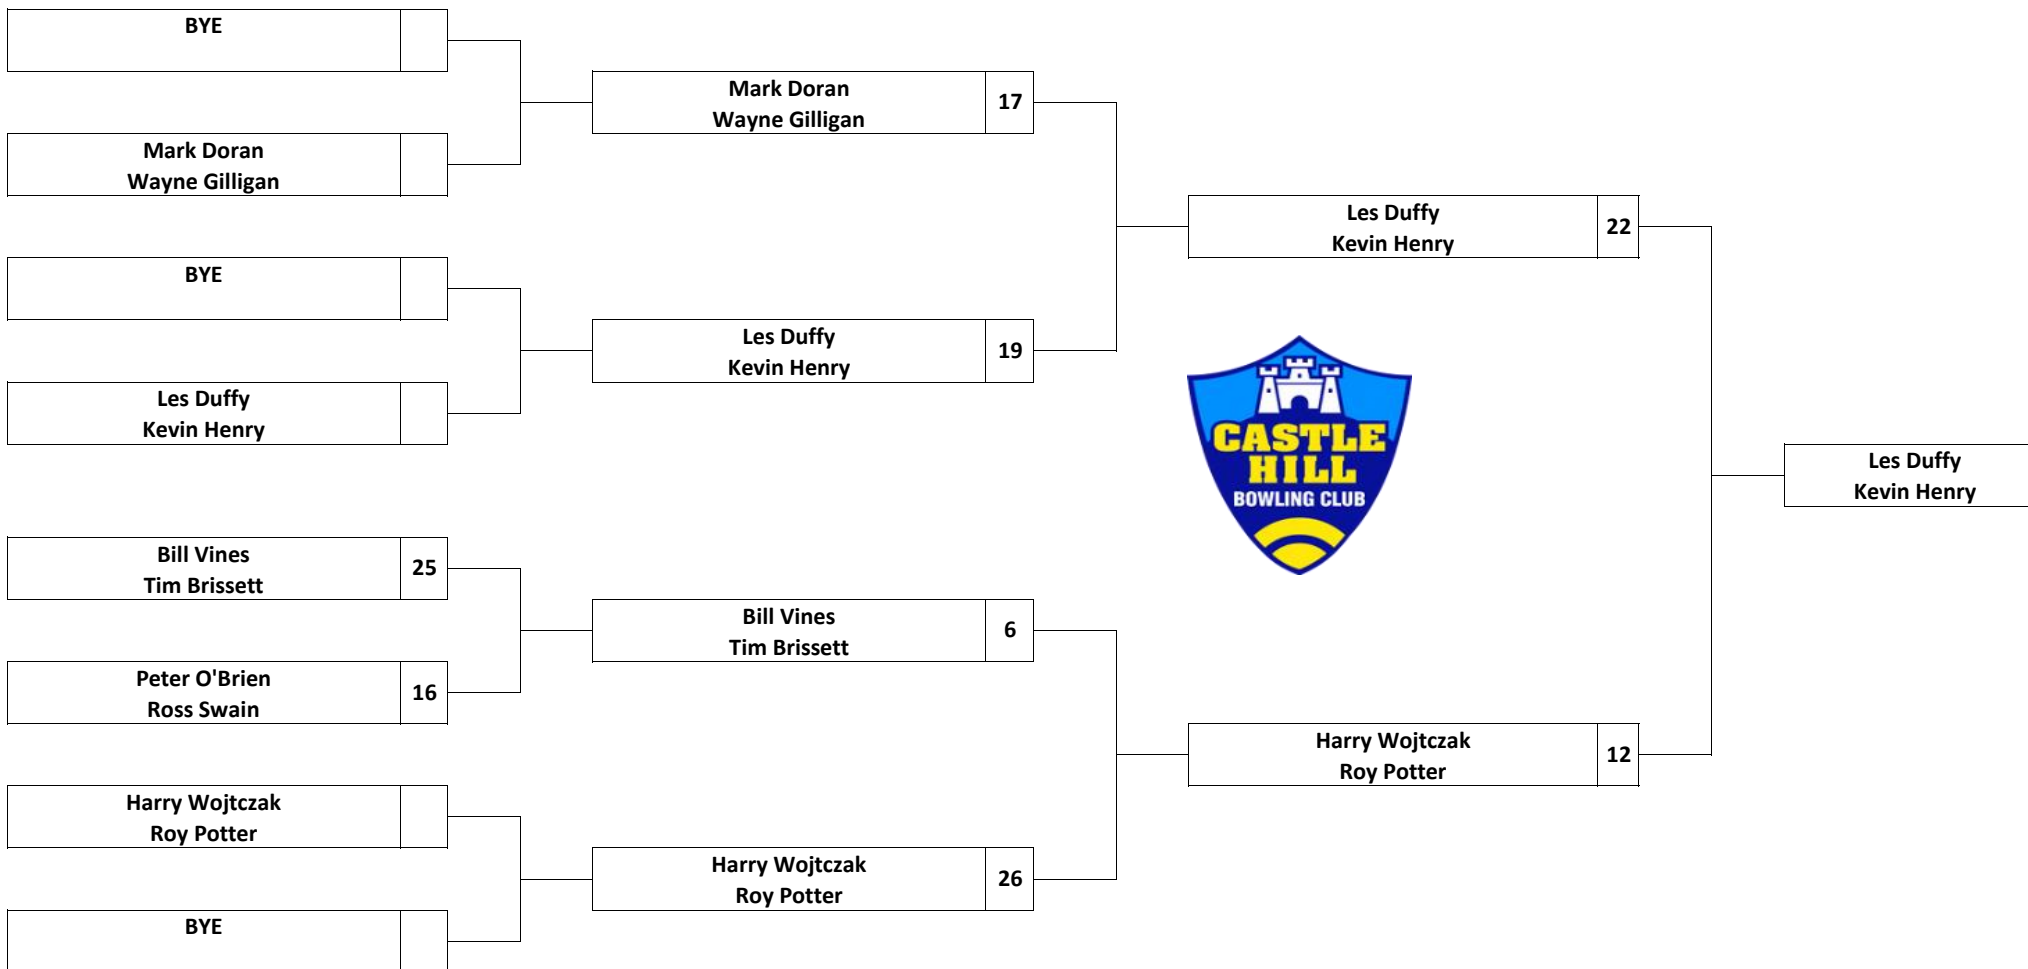 BYE
Mark Doran
Wayne Gilligan
BYE
Les Duffy
Kevin Henry
Bill Vines
Tim Brissett
25
Peter O'Brien
Ross Swain
16
Harry Wojtczak
Roy Potter
BYE
Mark Doran
Wayne Gilligan
17
Les Duffy
Kevin Henry
19
Bill Vines
Tim Brissett
6
Harry Wojtczak
Roy Potter
26
Les Duffy
Kevin Henry
22
CASTLE
HILL
BOWLING CLUB
Harry Wojtczak
Roy Potter
12
Les Duffy
Kevin Henry